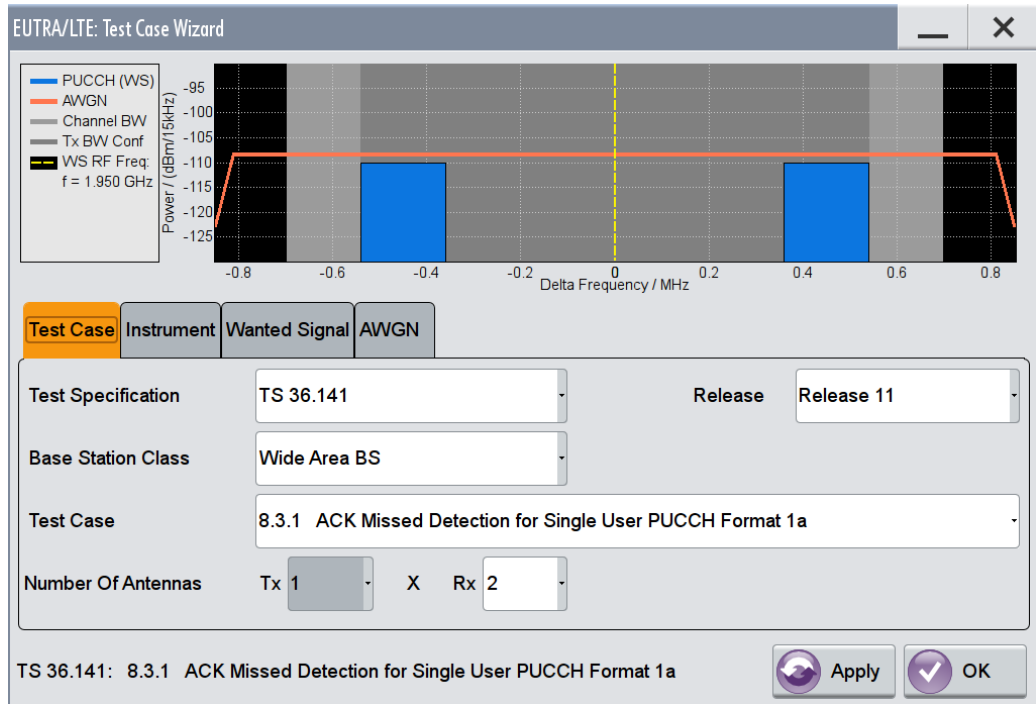 EUTRA/LTE: Test Case Wizard
PUCCH (WS)
AWGN
Channel BW
Tx BW Conf
WS RF Freq:
f = 1.950 GHz
Power / (dBm/15kHz)
-95
-100
-105
-110
-115
-120
-125
-0.8 -0.6 -0.4 -0.2 0 0.2 0.4 0.6 0.8
Delta Frequency / MHz
Test Case Instrument Wanted Signal AWGN
Test Specification TS 36.141 Release Release 11
Base Station Class Wide Area BS
Test Case 8.3.1 ACK Missed Detection for Single User PUCCH Format 1a
Number Of Antennas Tx 1 X Rx 2
TS 36.141: 8.3.1 ACK Missed Detection for Single User PUCCH Format 1a Apply OK